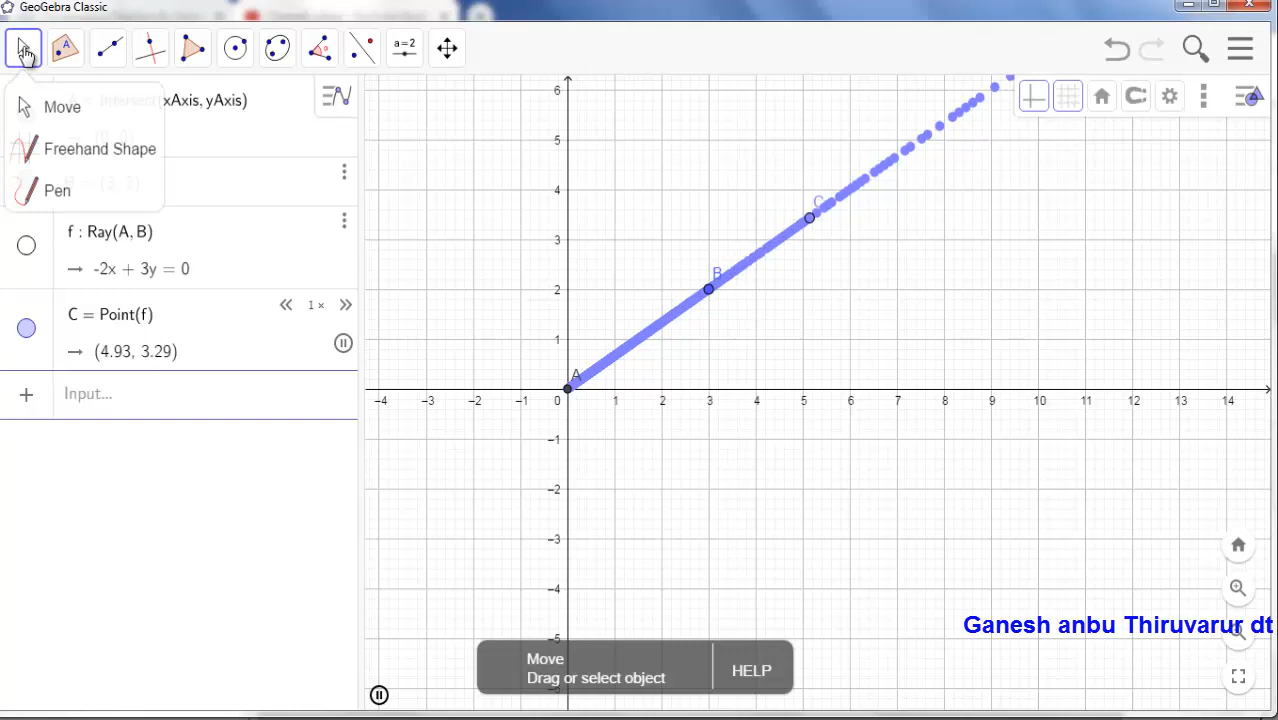 GeoGebra Classic
a=2
Move
Freehand Shape
Pen
A = Intersect(xAxis, yAxis)
B = (3, 2)
f : Ray(A, B)
→ -2x + 3y = 0
C = Point(f)
1 ×
→ (4.93, 3.29)
+ Input...
6
5
4
3
2
1
C
B
A
−4 −3 −2 −1 0 1 2 3 4 5 6 7 8 9 10 11 12 13 14
−1
−2
−3
−4
−5
Ganesh anbu Thiruvarur dt
Move
Drag or select object
HELP